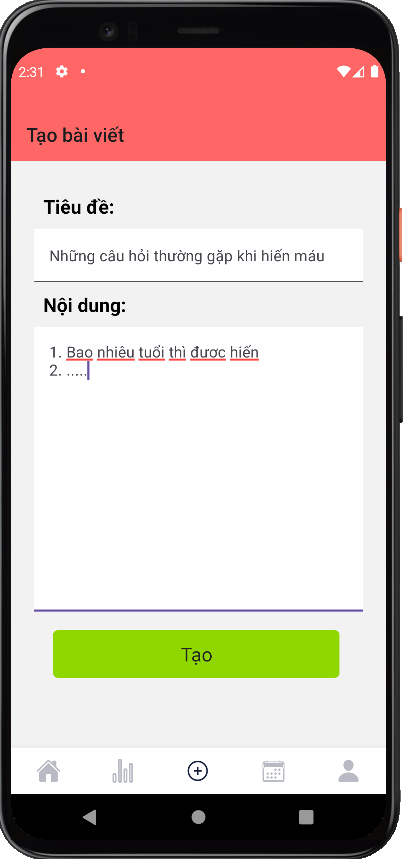 2:31
Tạo bài viết
Tiêu đề:
Những câu hỏi thường gặp khi hiến máu
Nội dung:
1. Bao nhiêu tuổi thì đươc hiến
2. .....
Tạo